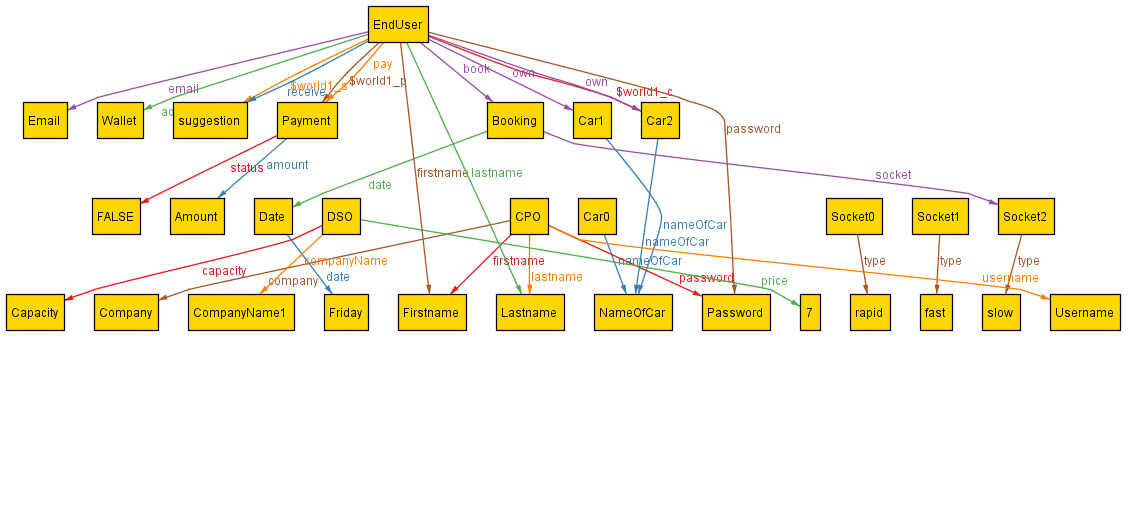 EndUser
pay
book
own
own
email
$world1_s
receive
$world1_p
$world1_c
ac
password
Email
Wallet
suggestion
Payment
Booking
Car1
Car2
status
amount
firstname
lastname
date
socket
FALSE
Amount
Date
DSO
CPO
Car0
Socket0
Socket1
Socket2
nameOfCar
nameOfCar
companyName
firstname
nameOfCar
type
type
type
capacity
company
date
lastname
password
price
username
Capacity
Company
CompanyName1
Friday
Firstname
Lastname
NameOfCar
Password
7
rapid
fast
slow
Username